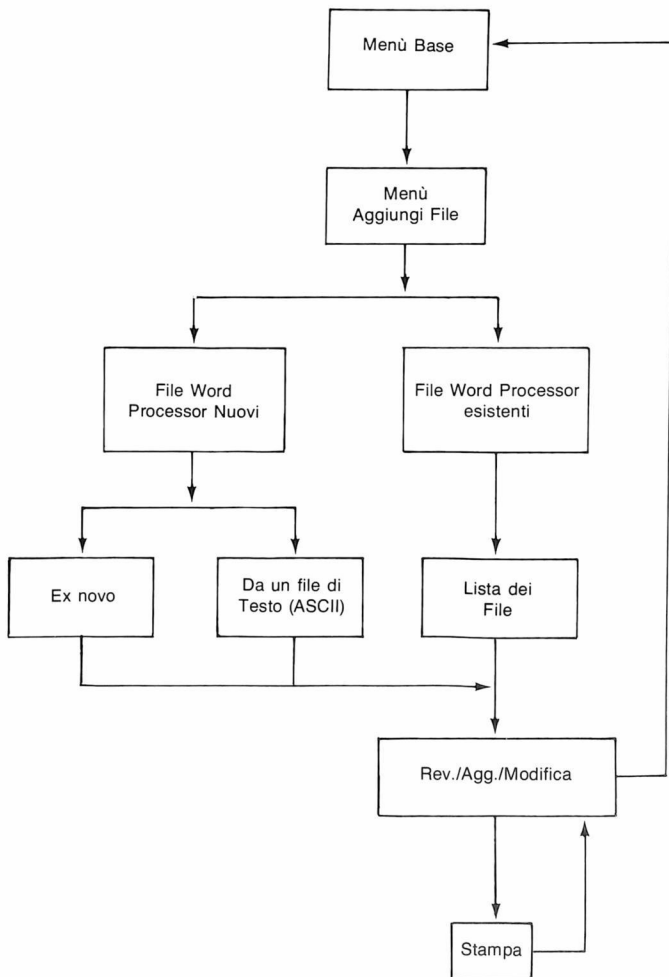 Menù Base
Menù
Aggiungi File
File Word
Processor Nuovi
File Word Processor
esistenti
Ex novo
Da un file di
Testo (ASCII)
Lista dei
File
Rev./Agg./Modifica
Stampa